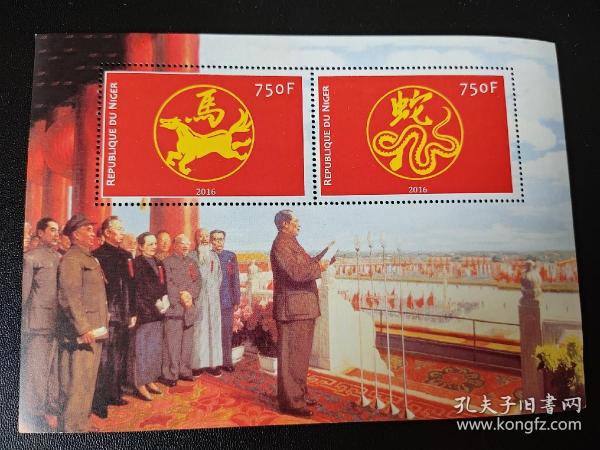 750F
馬
REPUBLIQUE DU NIGER
2016
750F
蛇
REPUBLIQUE DU NIGER
2016
孔夫子旧书网
www.kongfz.com